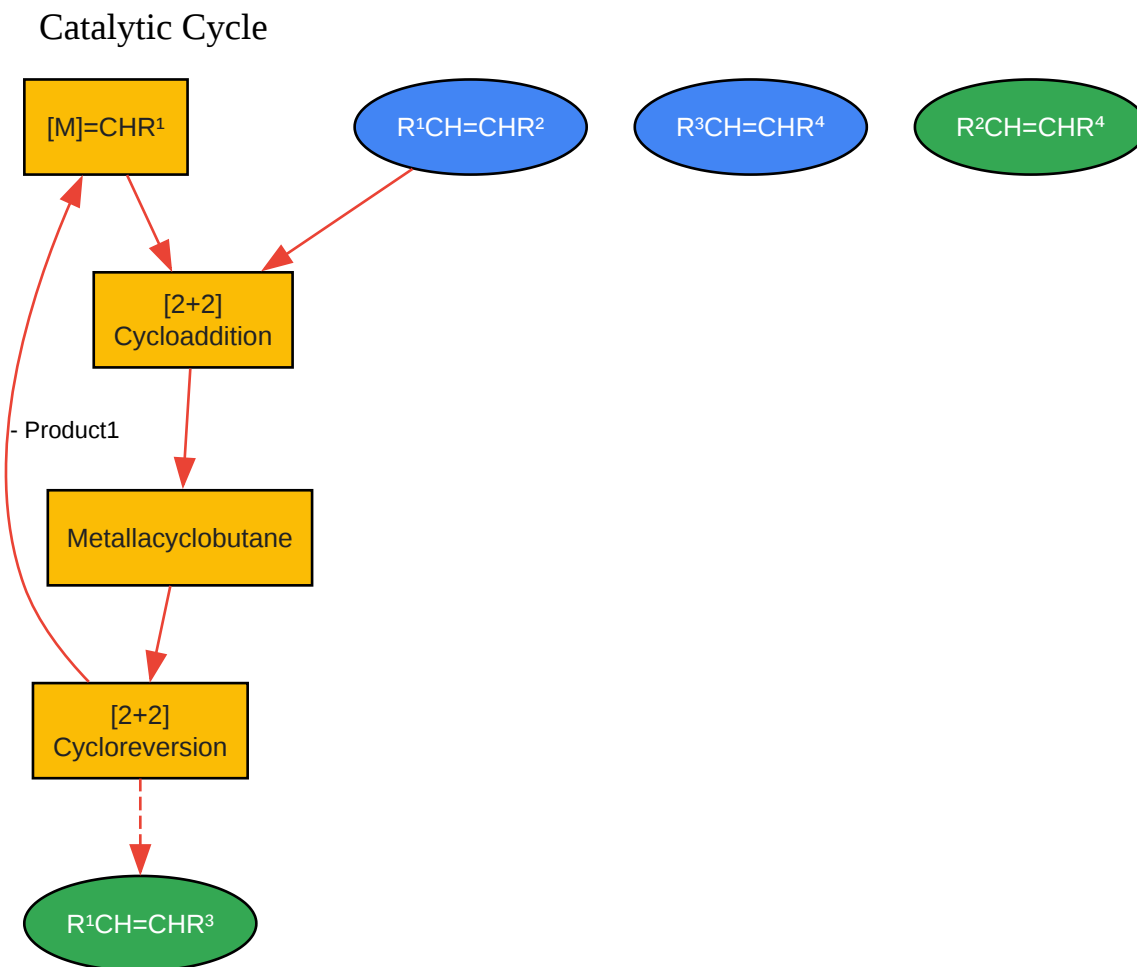 Catalytic Cycle
[M]=CHR¹
R¹CH=CHR²
R³CH=CHR⁴
R²CH=CHR⁴
[2+2]
Cycloaddition
- Product1
Metallacyclobutane
[2+2]
Cycloreversion
R¹CH=CHR³